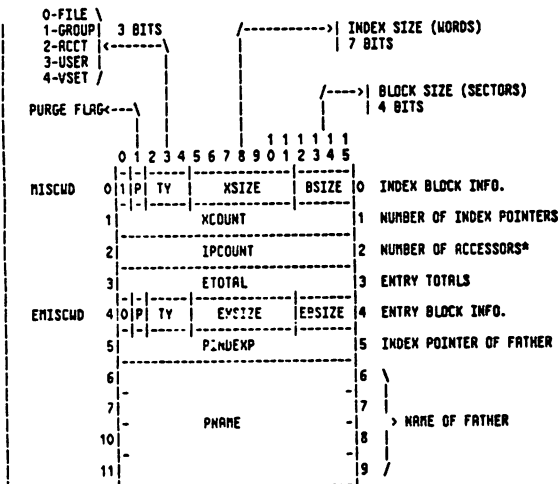 0-FILE \
1-GROUP| 3 BITS /------------>| INDEX SIZE (WORDS)
2-ACCT |<-------\ | 7 BITS
3-USER |
4-VSET / /---->| BLOCK SIZE (SECTORS)
PURGE FLAG<---\ | 4 BITS
1 1 1 1 1 1
0 1 2 3 4 5 6 7 8 9 0 1 2 3 4 5
MISCWD 0|1|P| TY | XSIZE | BSIZE |0 INDEX BLOCK INFO.
1| XCOUNT |1 NUMBER OF INDEX POINTERS
2| IPCOUNT |2 NUMBER OF ACCESSORS*
3| ETOTAL |3 ENTRY TOTALS
EMISCWD 4|0|P| TY | EXSIZE |EBSIZE |4 ENTRY BLOCK INFO.
5| PINDEXP |5 INDEX POINTER OF FATHER
6| |6 \
7| |7 |
PNAME > NAME OF FATHER
10| |8 |
11| |9 /